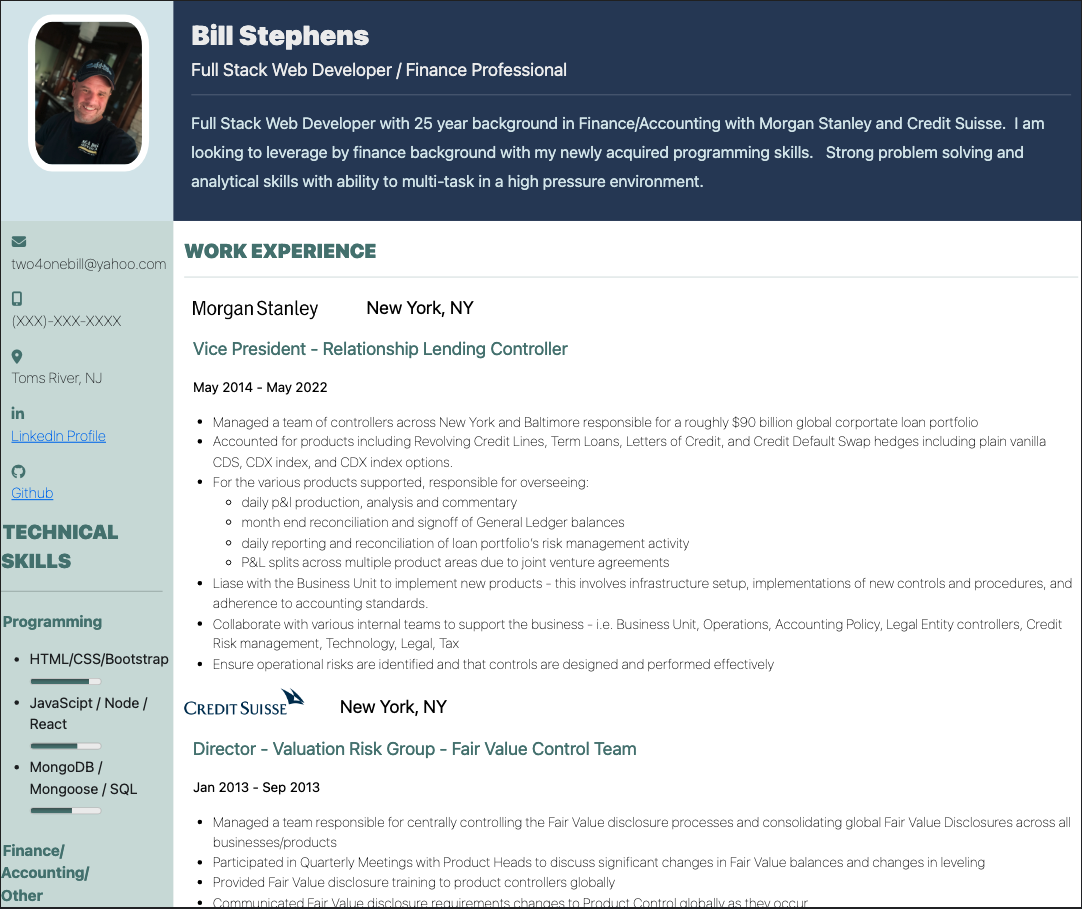 Bill Stephens
Full Stack Web Developer / Finance Professional
Full Stack Web Developer with 25 year background in Finance/Accounting with Morgan Stanley and Credit Suisse.  I am
looking to leverage by finance background with my newly acquired programming skills.   Strong problem solving and
analytical skills with ability to multi-task in a high pressure environment.
two4onebill@yahoo.com
(XXX)-XXX-XXXX
Toms River, NJ
in
LinkedIn Profile
Github
TECHNICAL
SKILLS
Programming
HTML/CSS/Bootstrap
JavaScipt / Node /
React
MongoDB /
Mongoose / SQL
Finance/
Accounting/
Other
WORK EXPERIENCE
Morgan Stanley New York, NY
Vice President - Relationship Lending Controller
May 2014 - May 2022
Managed a team of controllers across New York and Baltimore responsible for a roughly $90 billion global corportate loan portfolio
Accounted for products including Revolving Credit Lines, Term Loans, Letters of Credit, and Credit Default Swap hedges including plain vanilla
CDS, CDX index, and CDX index options.
For the various products supported, responsible for overseeing:
daily p&l production, analysis and commentary
month end reconciliation and signoff of General Ledger balances
daily reporting and reconciliation of loan portfolio's risk management activity
P&L splits across multiple product areas due to joint venture agreements
Liase with the Business Unit to implement new products - this involves infrastructure setup, implementations of new controls and procedures, and
adherence to accounting standards.
Collaborate with various internal teams to support the business - i.e. Business Unit, Operations, Accounting Policy, Legal Entity controllers, Credit
Risk management, Technology, Legal, Tax
Ensure operational risks are identified and that controls are designed and performed effectively
CREDIT SUISSE New York, NY
Director - Valuation Risk Group - Fair Value Control Team
Jan 2013 - Sep 2013
Managed a team responsible for centrally controlling the Fair Value disclosure processes and consolidating global Fair Value Disclosures across all
businesses/products
Participated in Quarterly Meetings with Product Heads to discuss significant changes in Fair Value balances and changes in leveling
Provided Fair Value disclosure training to product controllers globally
Communicated Fair Value disclosure requirements changes to Product Control globally as they occur